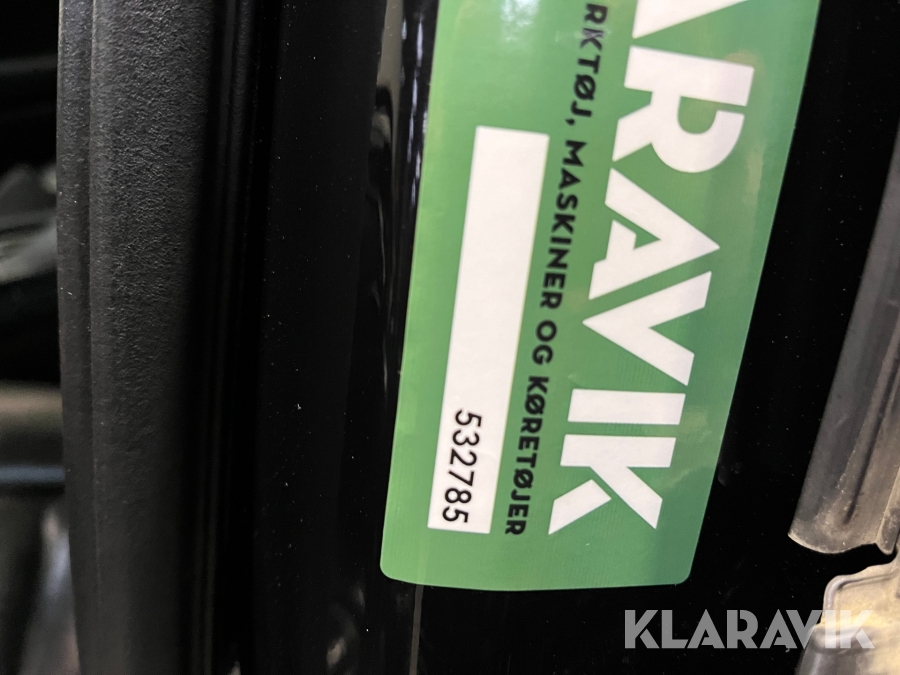 ARAVIK
RKTØJ, MASKINER OG KØRETØJER
532785
KLARAVIK